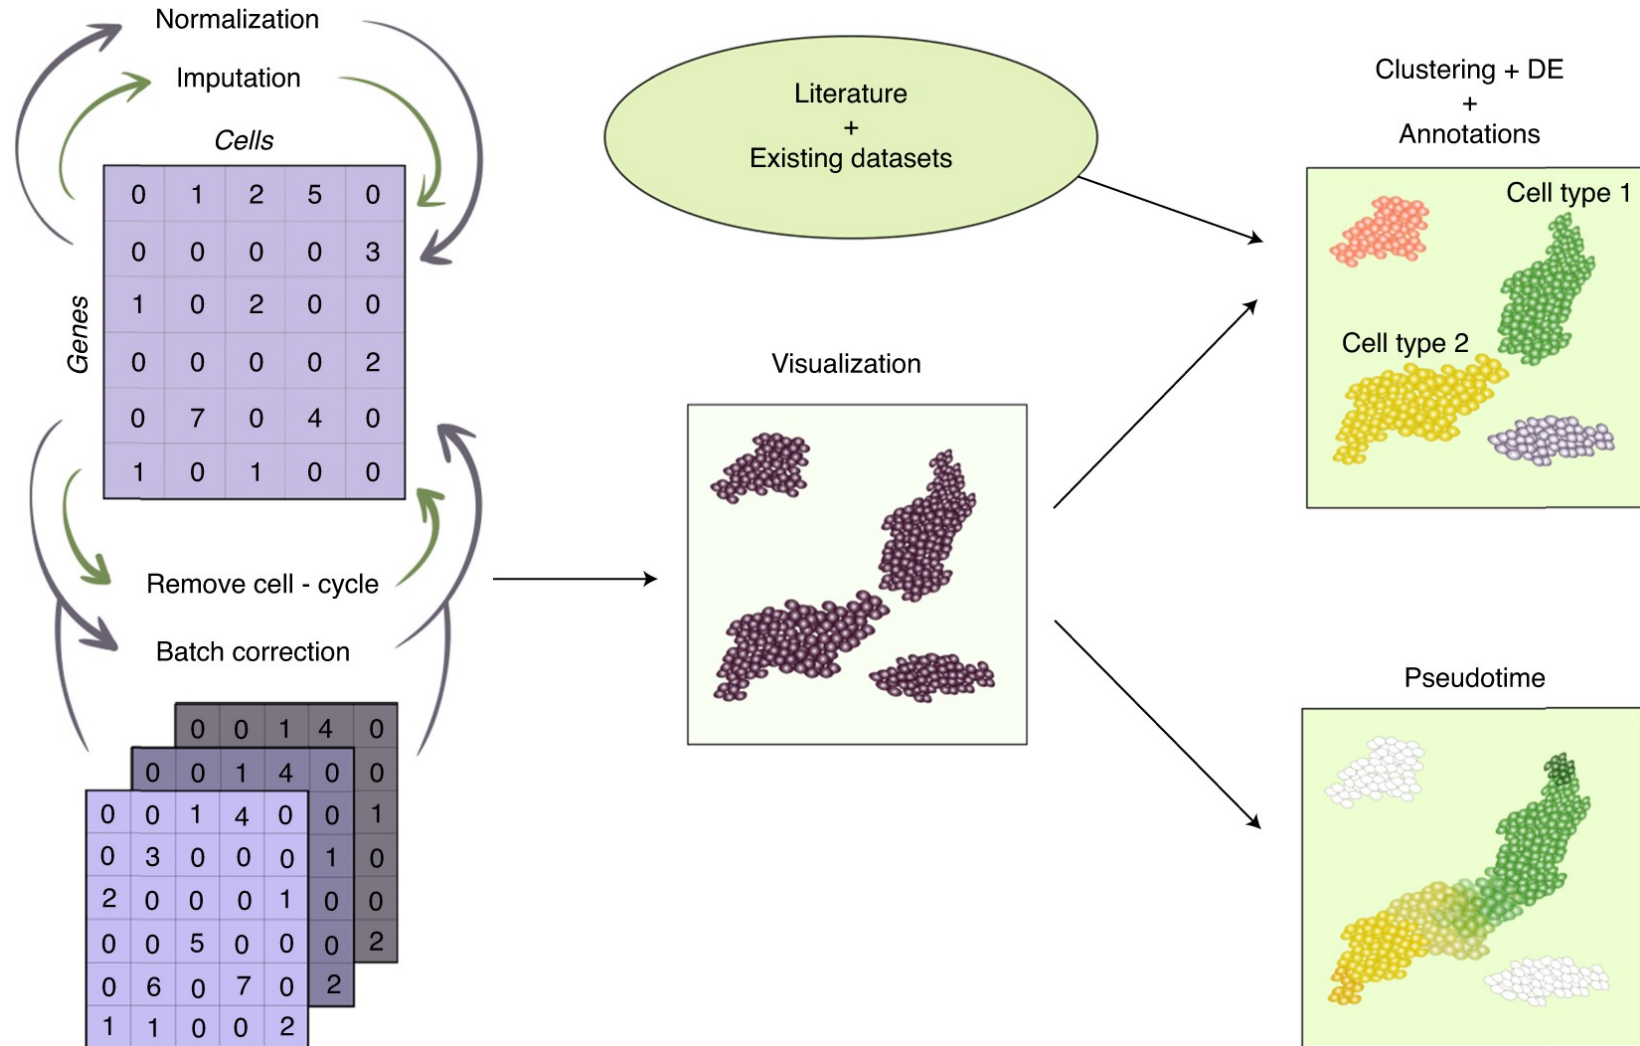 Normalization
Imputation
Cells
Genes
0 1 2 5 0
0 0 0 0 3
1 0 2 0 0
0 0 0 0 2
0 7 0 4 0
1 0 1 0 0
Remove cell - cycle
Batch correction
0 0 1 4 0
0 0 1 4 0 0
0 0 1 4 0 0 1
0 3 0 0 0 1 0
2 0 0 0 1 0 0
0 0 5 0 0 0 2
0 6 0 7 0 2
1 1 0 0 2
Literature
+
Existing datasets
Visualization
Clustering + DE
+
Annotations
Cell type 1
Cell type 2
Pseudotime